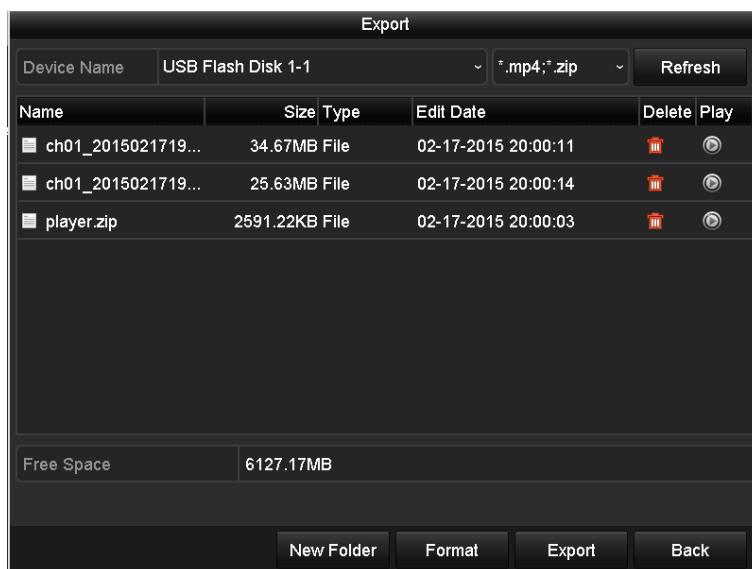 Export
Device Name USB Flash Disk 1-1 *.mp4;*.zip Refresh
Name Size Type Edit Date Delete Play
ch01_2015021719... 34.67MB File 02-17-2015 20:00:11
ch01_2015021719... 25.63MB File 02-17-2015 20:00:14
player.zip 2591.22KB File 02-17-2015 20:00:03
Free Space 6127.17MB
New Folder Format Export Back